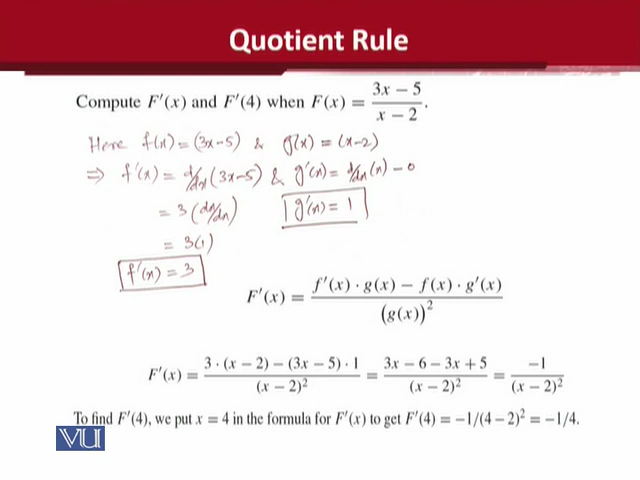 Quotient Rule
Compute F′(x) and F′(4) when F(x) = (3x − 5)/(x − 2).
Here f(x) = (3x−5) & g(x) = (x−2)
⇒ f′(x) = d/dx (3x−5) & g′(x) = d/dx (x) − 0
= 3 (dx/dx) g′(x) = 1
= 3(1)
f′(x) = 3
F′(x) = (f′(x) · g(x) − f(x) · g′(x))/(g(x))²
F′(x) = (3 · (x − 2) − (3x − 5) · 1)/(x − 2)² = (3x − 6 − 3x + 5)/(x − 2)² = −1/(x − 2)²
To find F′(4), we put x = 4 in the formula for F′(x) to get F′(4) = −1/(4 − 2)² = −1/4.
VU